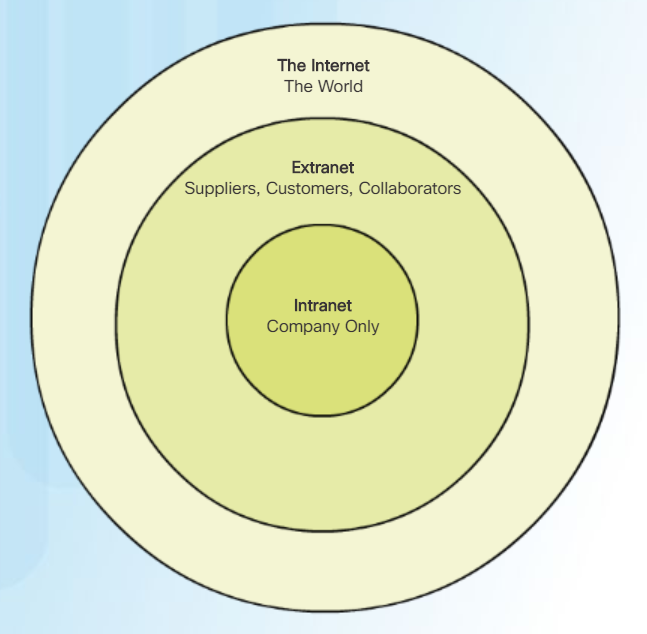 The Internet
The World
Extranet
Suppliers, Customers, Collaborators
Intranet
Company Only